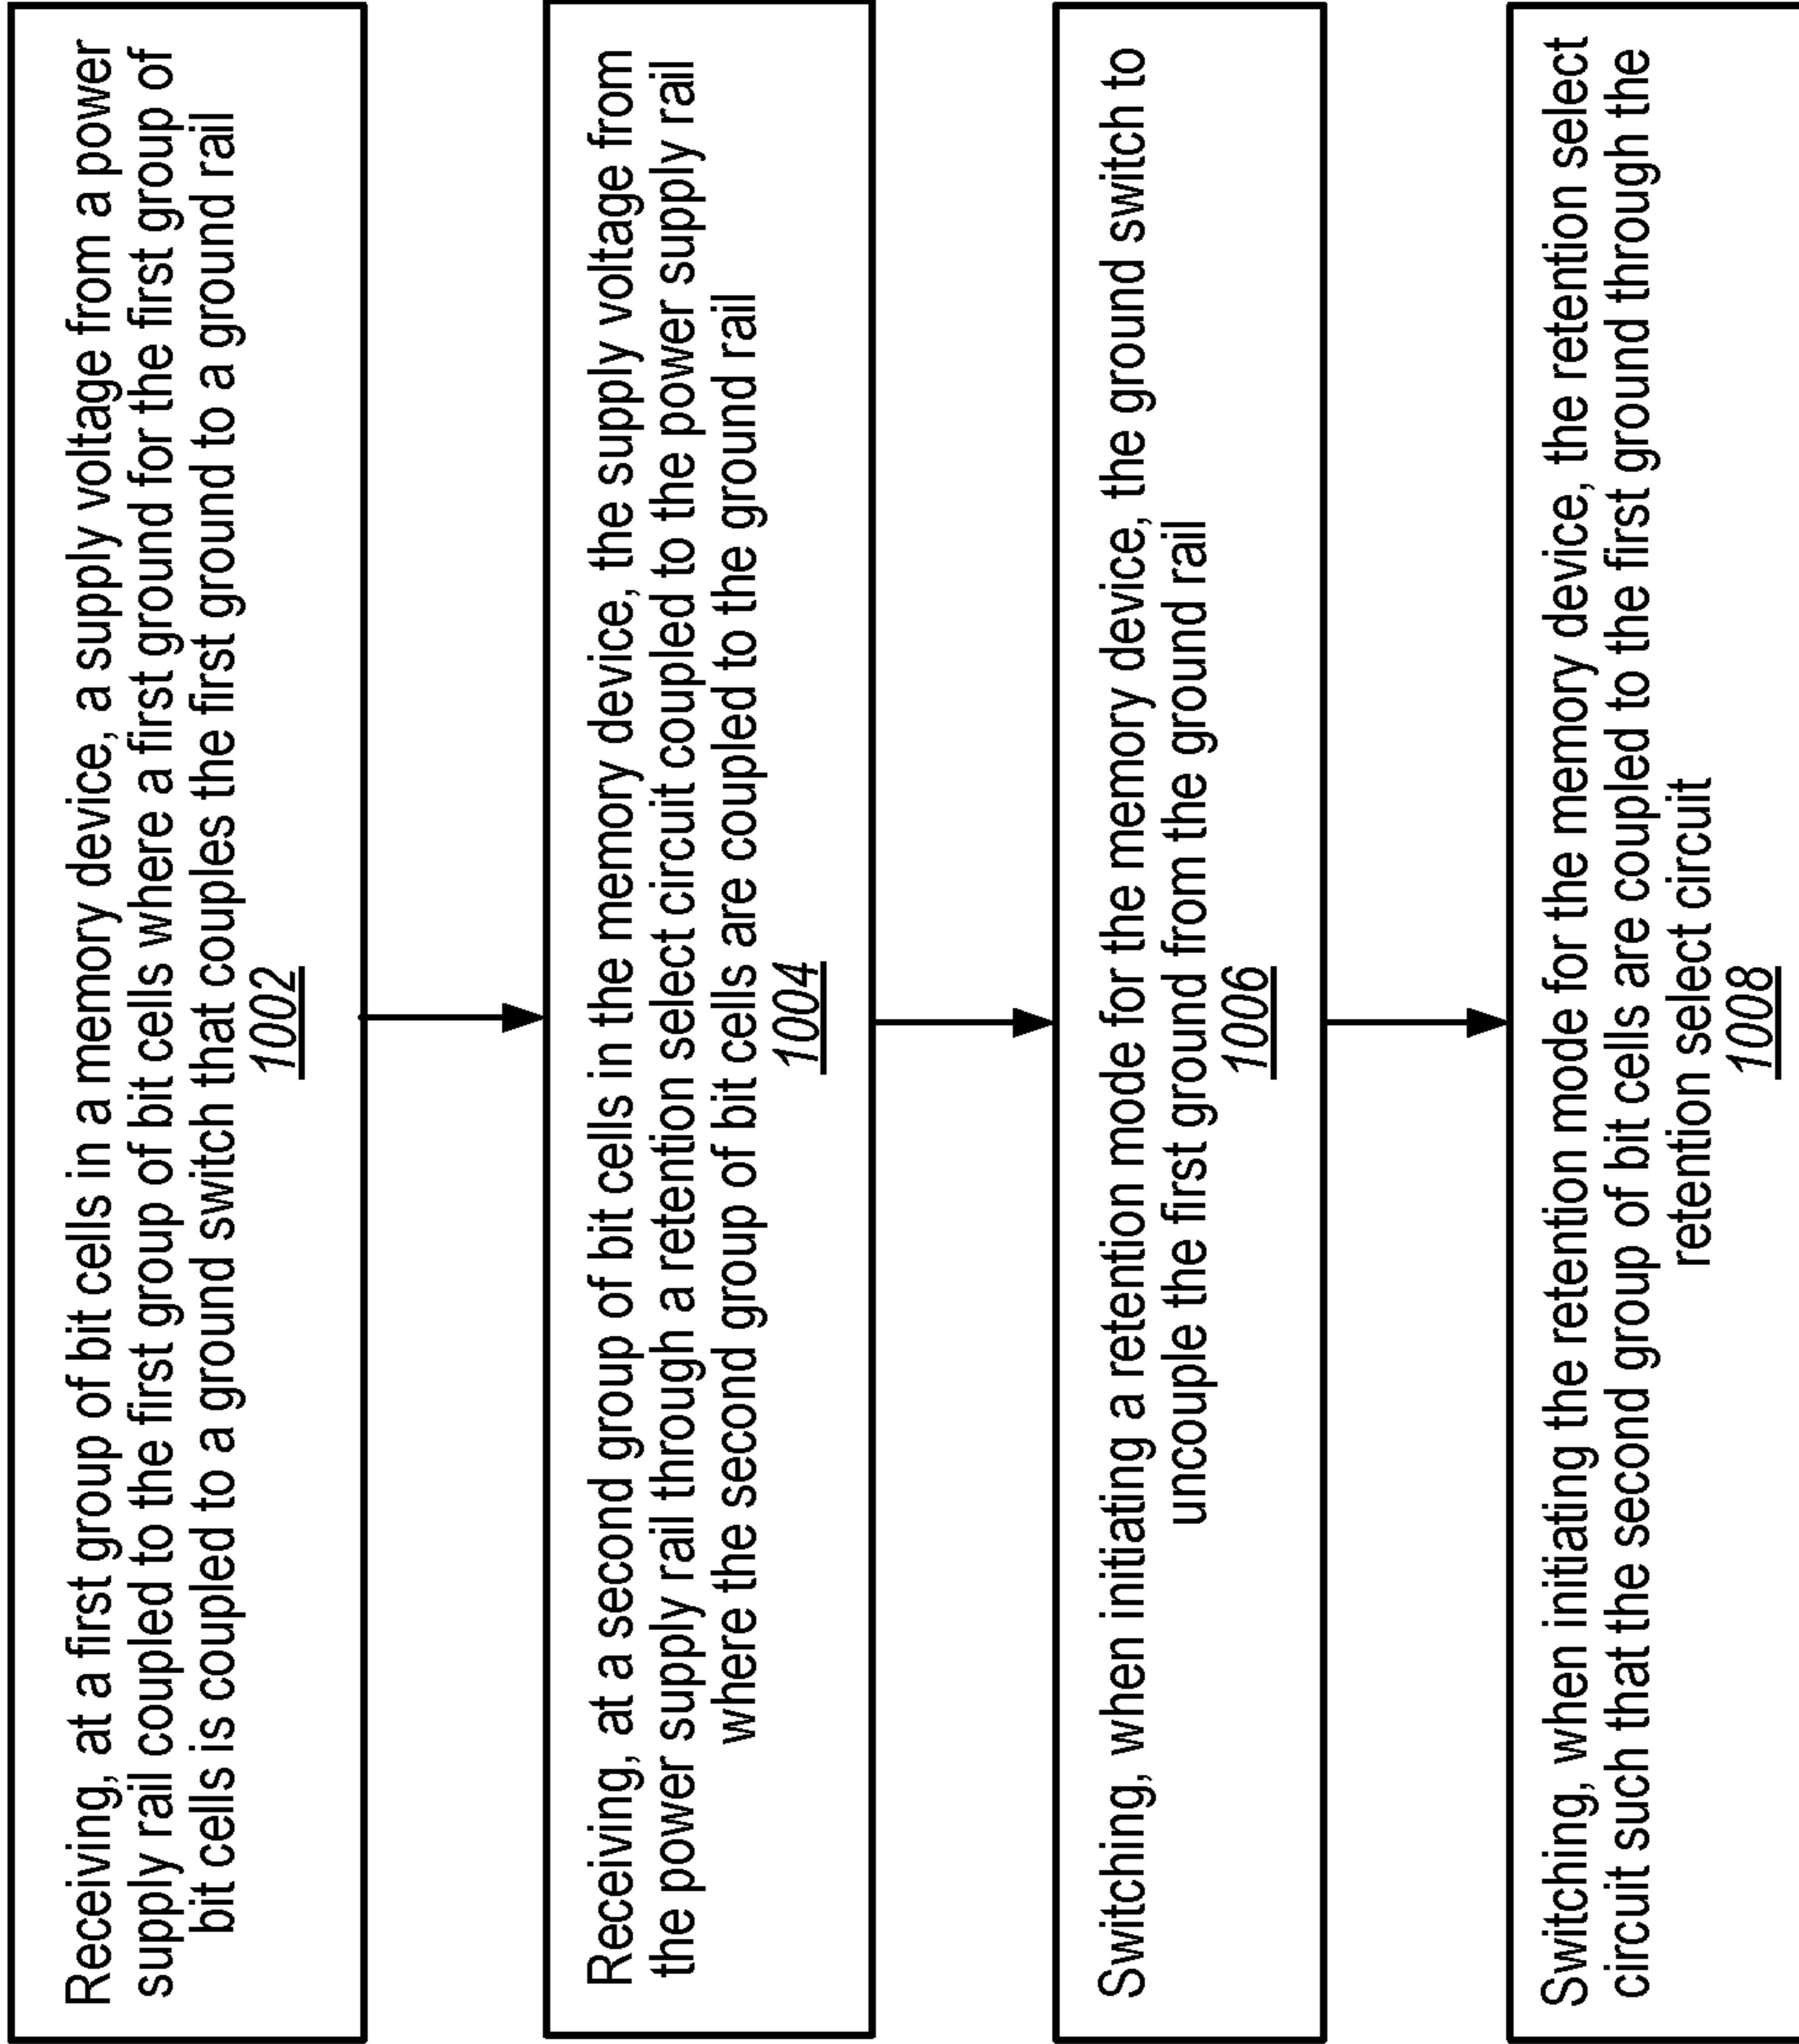 Receiving, at a first group of bit cells in a memory device, a supply voltage from a power
supply rail coupled to the first group of bit cells where a first ground for the first group of
bit cells is coupled to a ground switch that couples the first ground to a ground rail
1002
Receiving, at a second group of bit cells in the memory device, the supply voltage from
the power supply rail through a retention select circuit coupled to the power supply rail
where the second group of bit cells are coupled to the ground rail
1004
Switching, when initiating a retention mode for the memory device, the ground switch to
uncouple the first ground from the ground rail
1006
Switching, when initiating the retention mode for the memory device, the retention select
circuit such that the second group of bit cells are coupled to the first ground through the
retention select circuit
1008